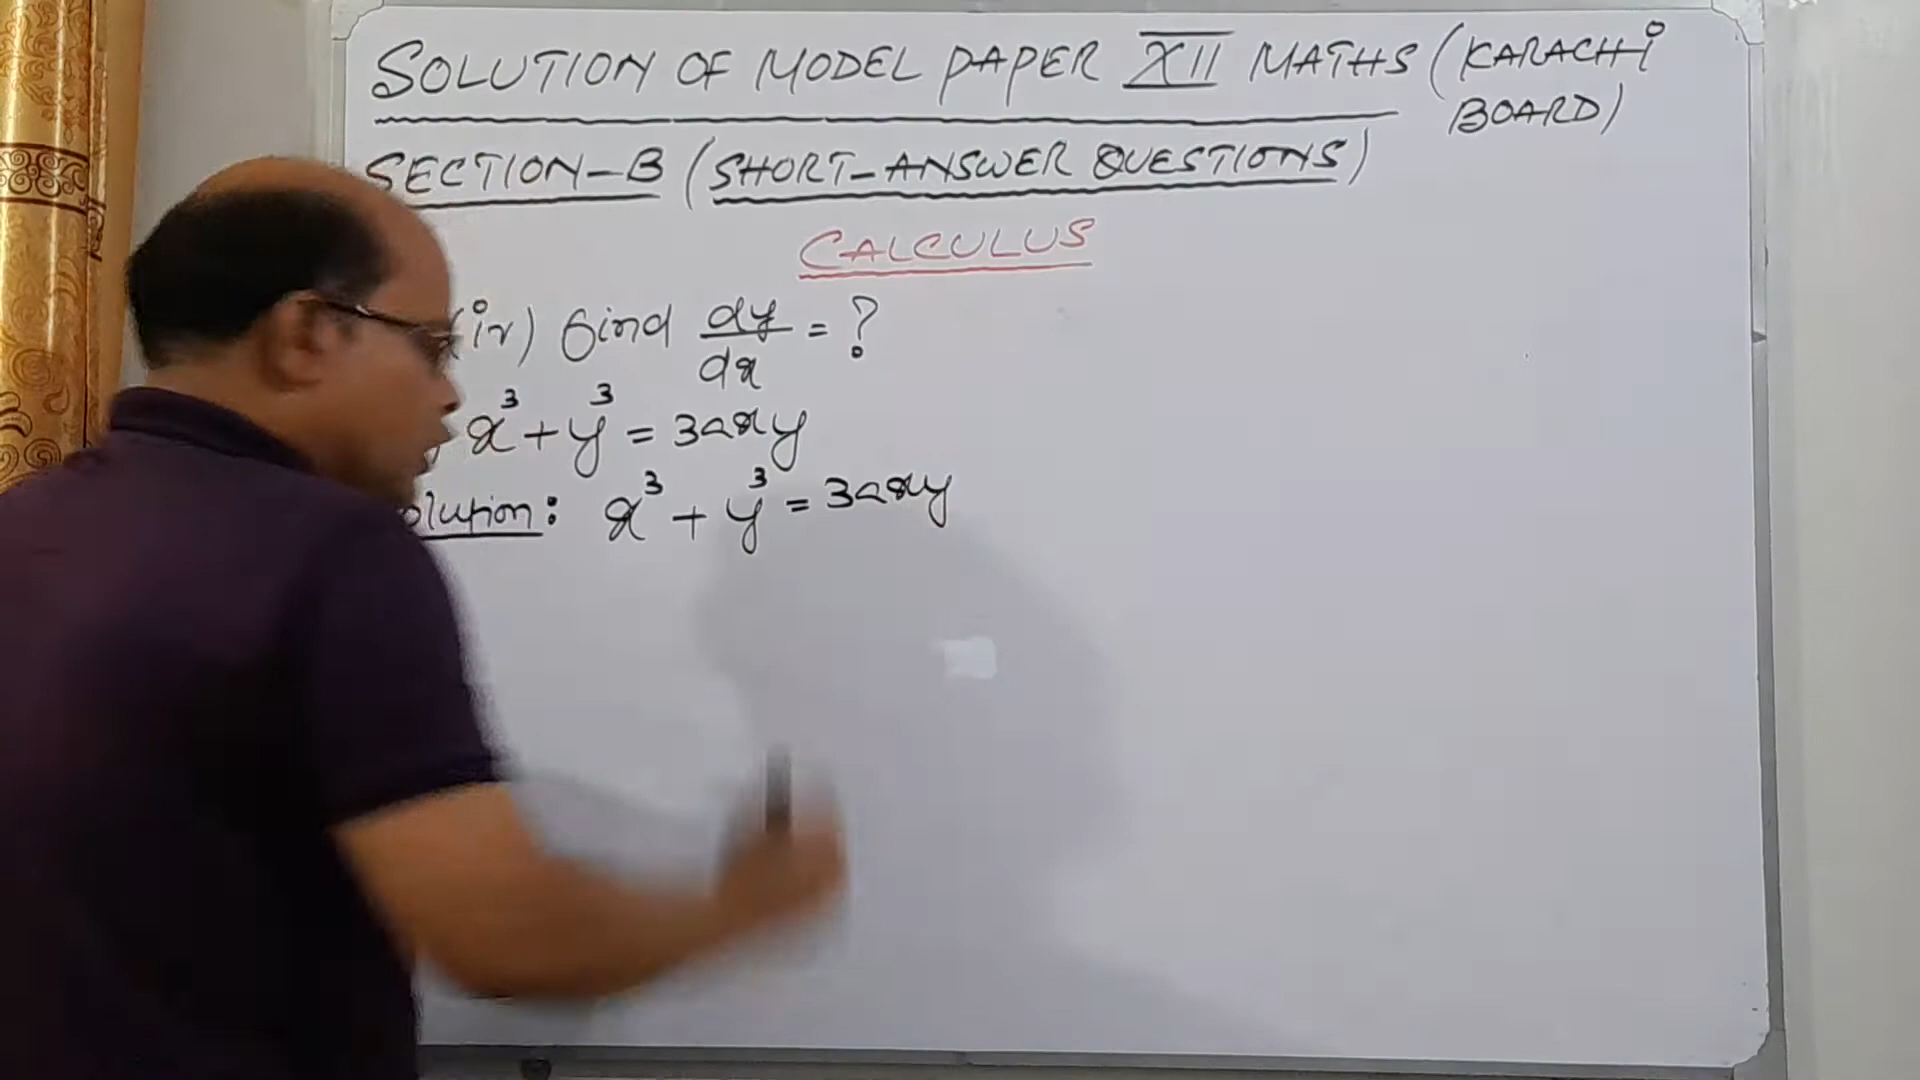 SOLUTION OF MODEL PAPER XII MATHS (KARACHI
BOARD)
SECTION-B (SHORT-ANSWER QUESTIONS)
CALCULUS
(iv) find dy/dx = ?
x³ + y³ = 3axy
olution: x³ + y³ = 3axy